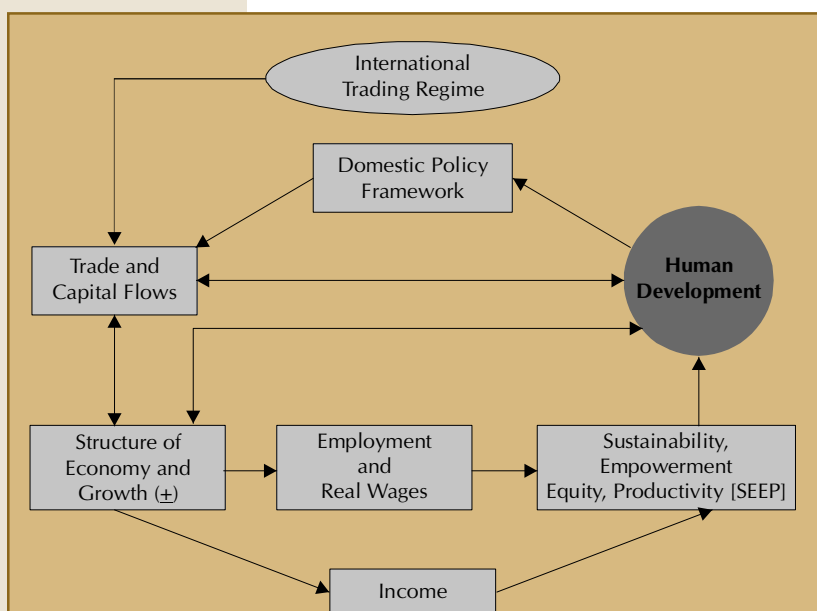 International
Trading Regime
Domestic Policy
Framework
Trade and
Capital Flows
Human
Development
Structure of
Economy and
Growth (±)
Employment
and
Real Wages
Sustainability,
Empowerment
Equity, Productivity [SEEP]
Income